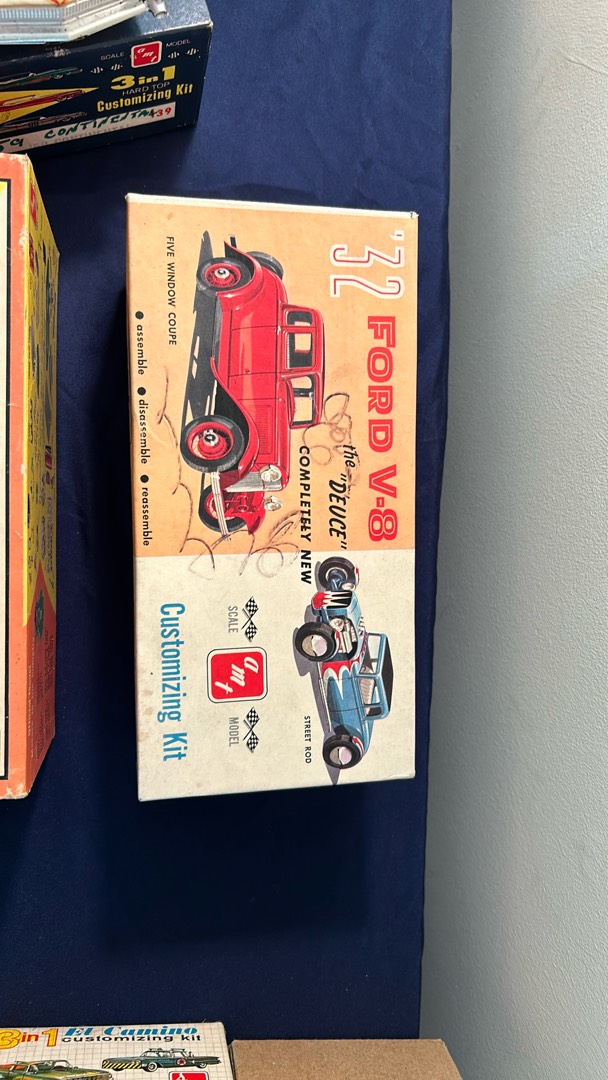 SCALE amt MODEL
3 in 1
HARD TOP
Customizing Kit
CONTINENTAL 39
'32 FORD V-8
the "DEUCE"
COMPLETELY NEW
FIVE WINDOW COUPE
● assemble ● disassemble ● reassemble
STREET ROD
SCALE amt MODEL
Customizing Kit
3 in 1 El Camino
customizing kit